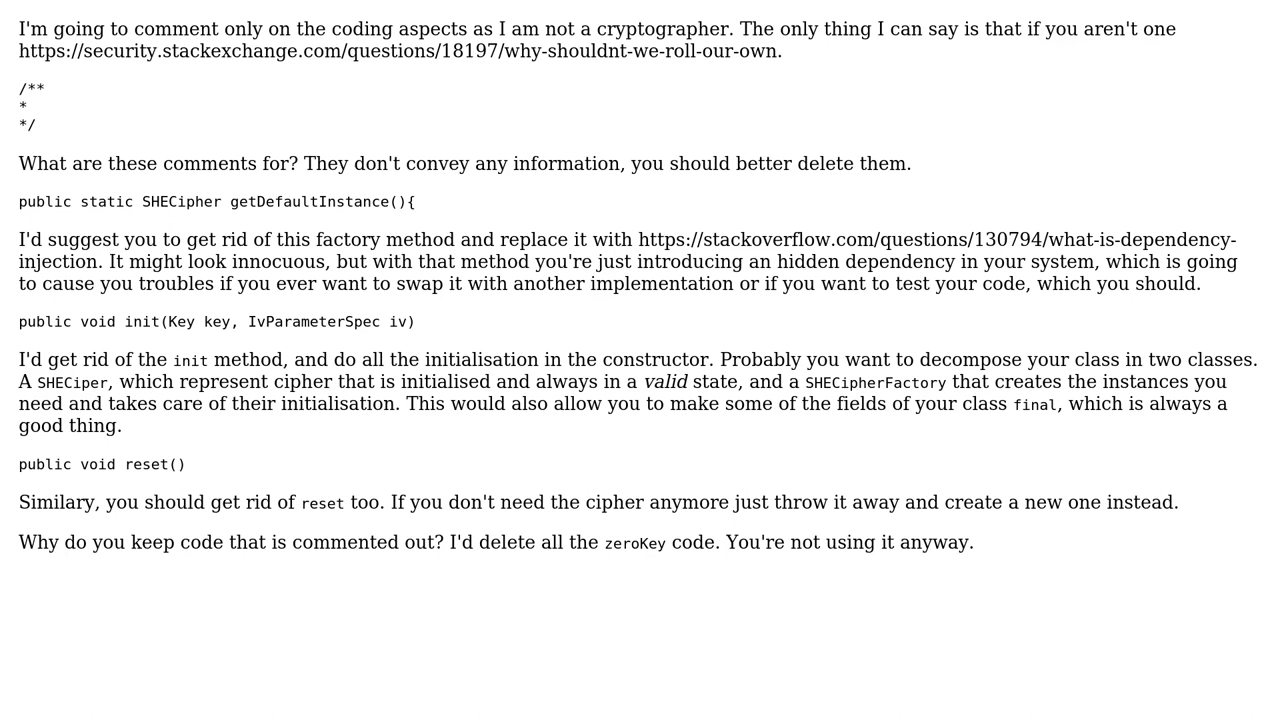 I'm going to comment only on the coding aspects as I am not a cryptographer. The only thing I can say is that if you aren't one
https://security.stackexchange.com/questions/18197/why-shouldnt-we-roll-our-own.
/**
*
*/
What are these comments for? They don't convey any information, you should better delete them.
public static SHECipher getDefaultInstance(){
I'd suggest you to get rid of this factory method and replace it with https://stackoverflow.com/questions/130794/what-is-dependency-
injection. It might look innocuous, but with that method you're just introducing an hidden dependency in your system, which is going
to cause you troubles if you ever want to swap it with another implementation or if you want to test your code, which you should.
public void init(Key key, IvParameterSpec iv)
I'd get rid of the init method, and do all the initialisation in the constructor. Probably you want to decompose your class in two classes.
A SHECiper, which represent cipher that is initialised and always in a valid state, and a SHECipherFactory that creates the instances you
need and takes care of their initialisation. This would also allow you to make some of the fields of your class final, which is always a
good thing.
public void reset()
Similary, you should get rid of reset too. If you don't need the cipher anymore just throw it away and create a new one instead.
Why do you keep code that is commented out? I'd delete all the zeroKey code. You're not using it anyway.